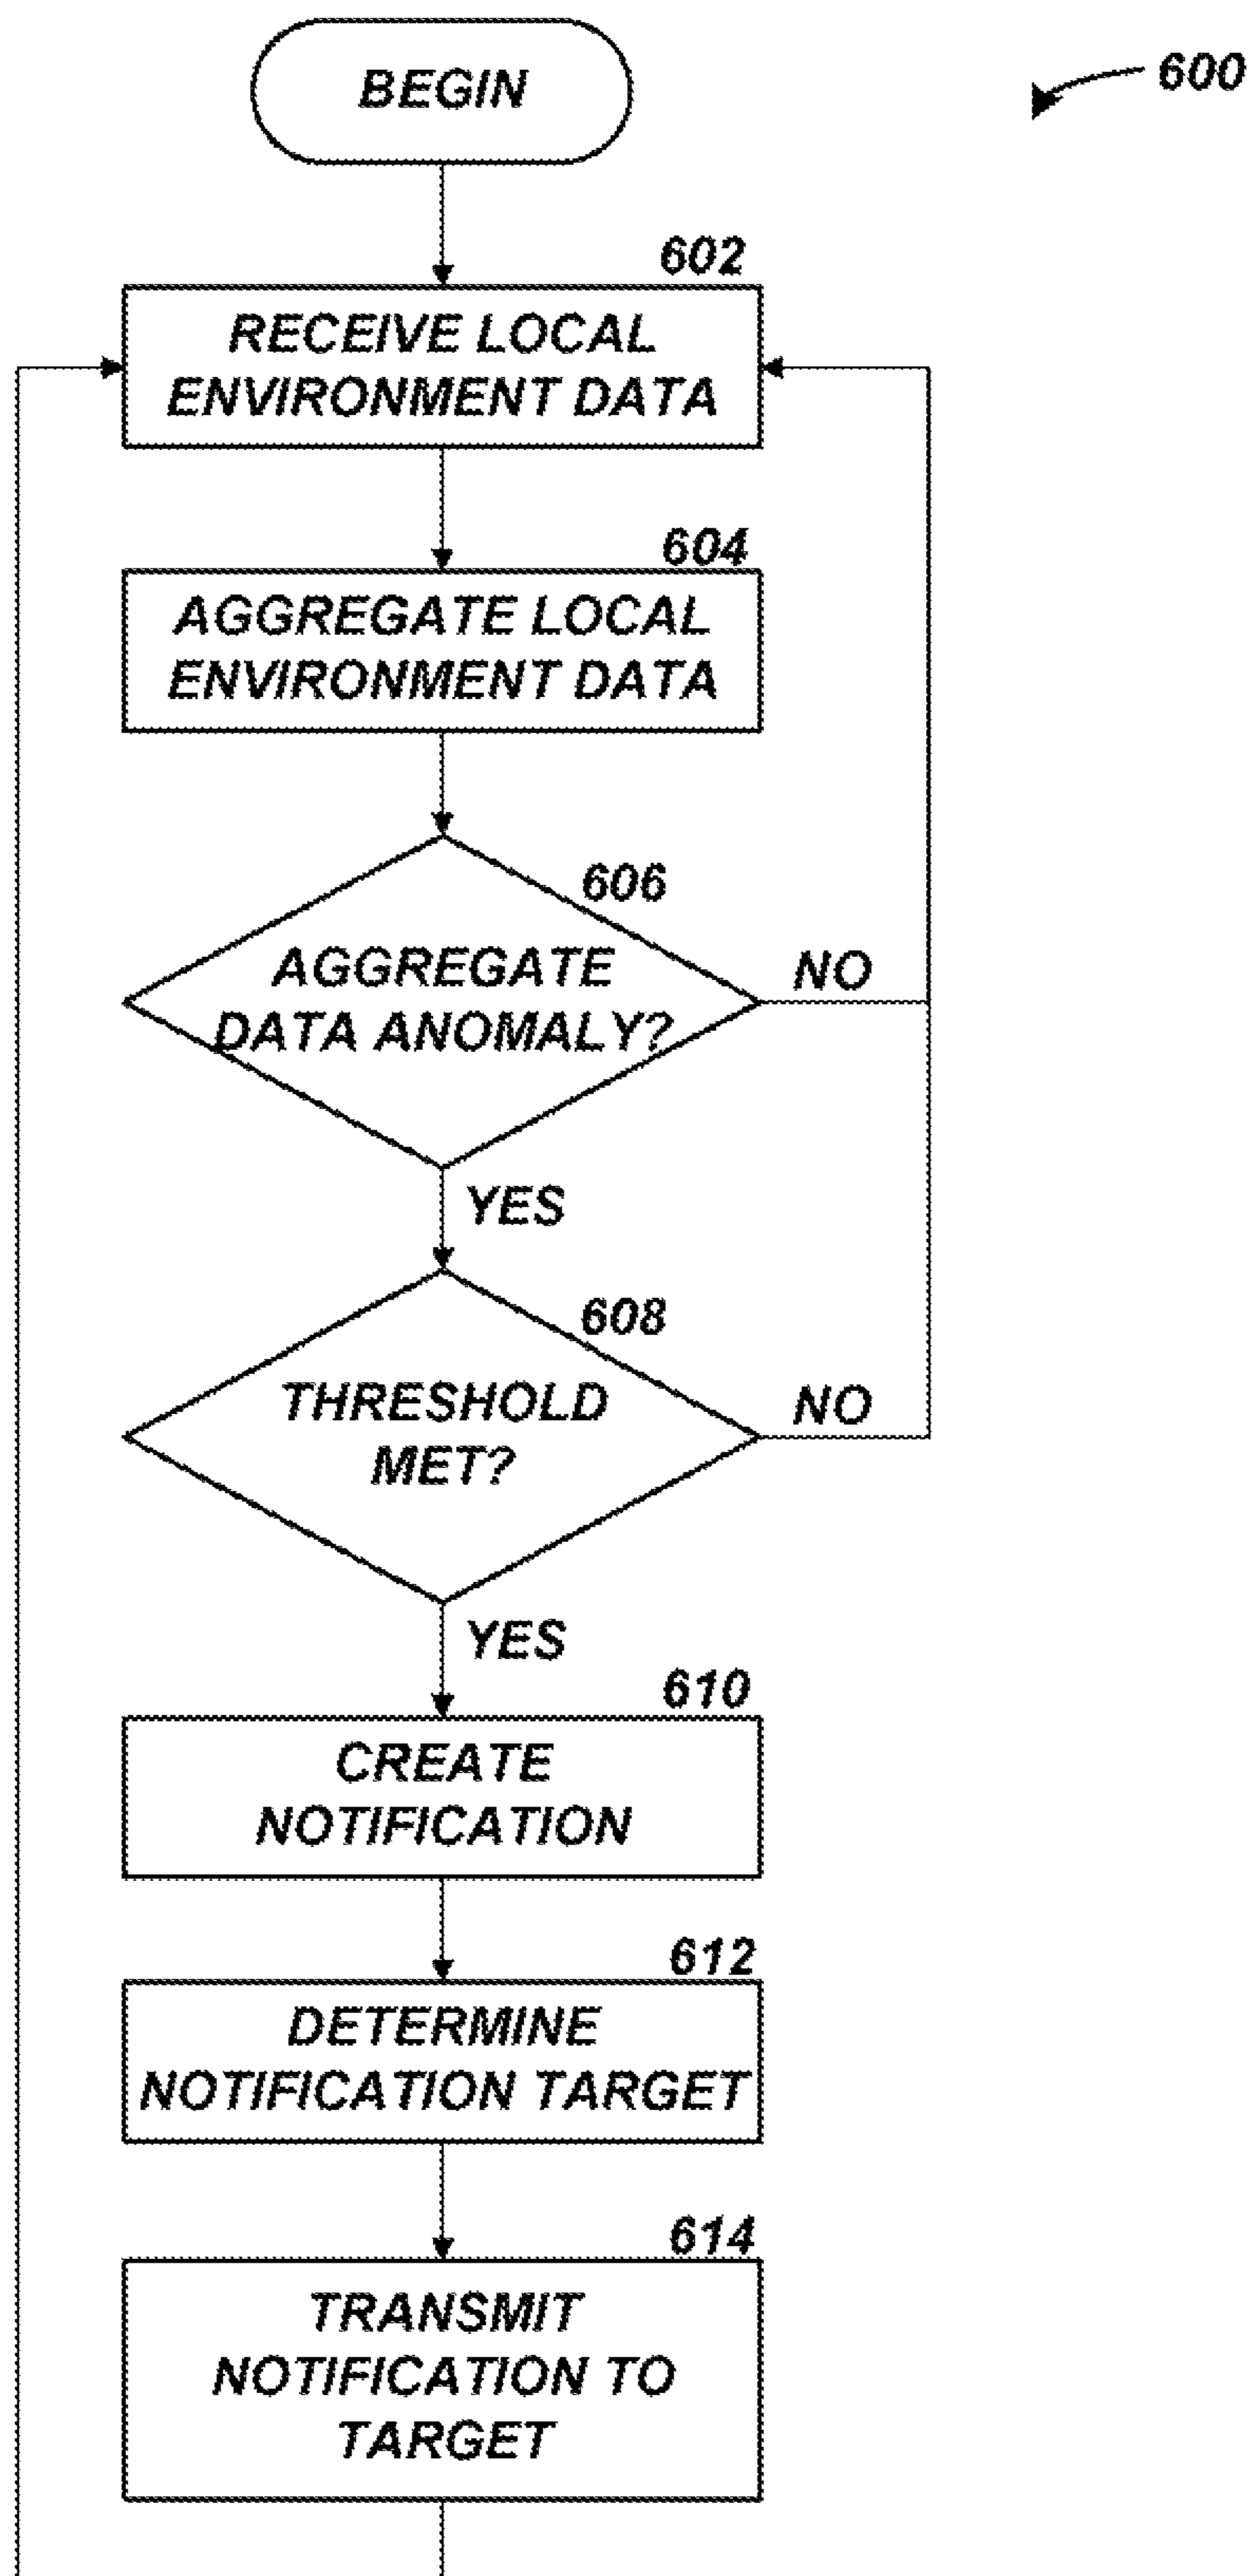 BEGIN
600
602
RECEIVE LOCAL
ENVIRONMENT DATA
604
AGGREGATE LOCAL
ENVIRONMENT DATA
606
AGGREGATE
DATA ANOMALY?
NO
YES
608
THRESHOLD
MET?
NO
YES
610
CREATE
NOTIFICATION
612
DETERMINE
NOTIFICATION TARGET
614
TRANSMIT
NOTIFICATION TO
TARGET